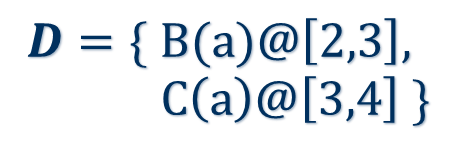 D = { B(a)@[2,3],
C(a)@[3,4] }